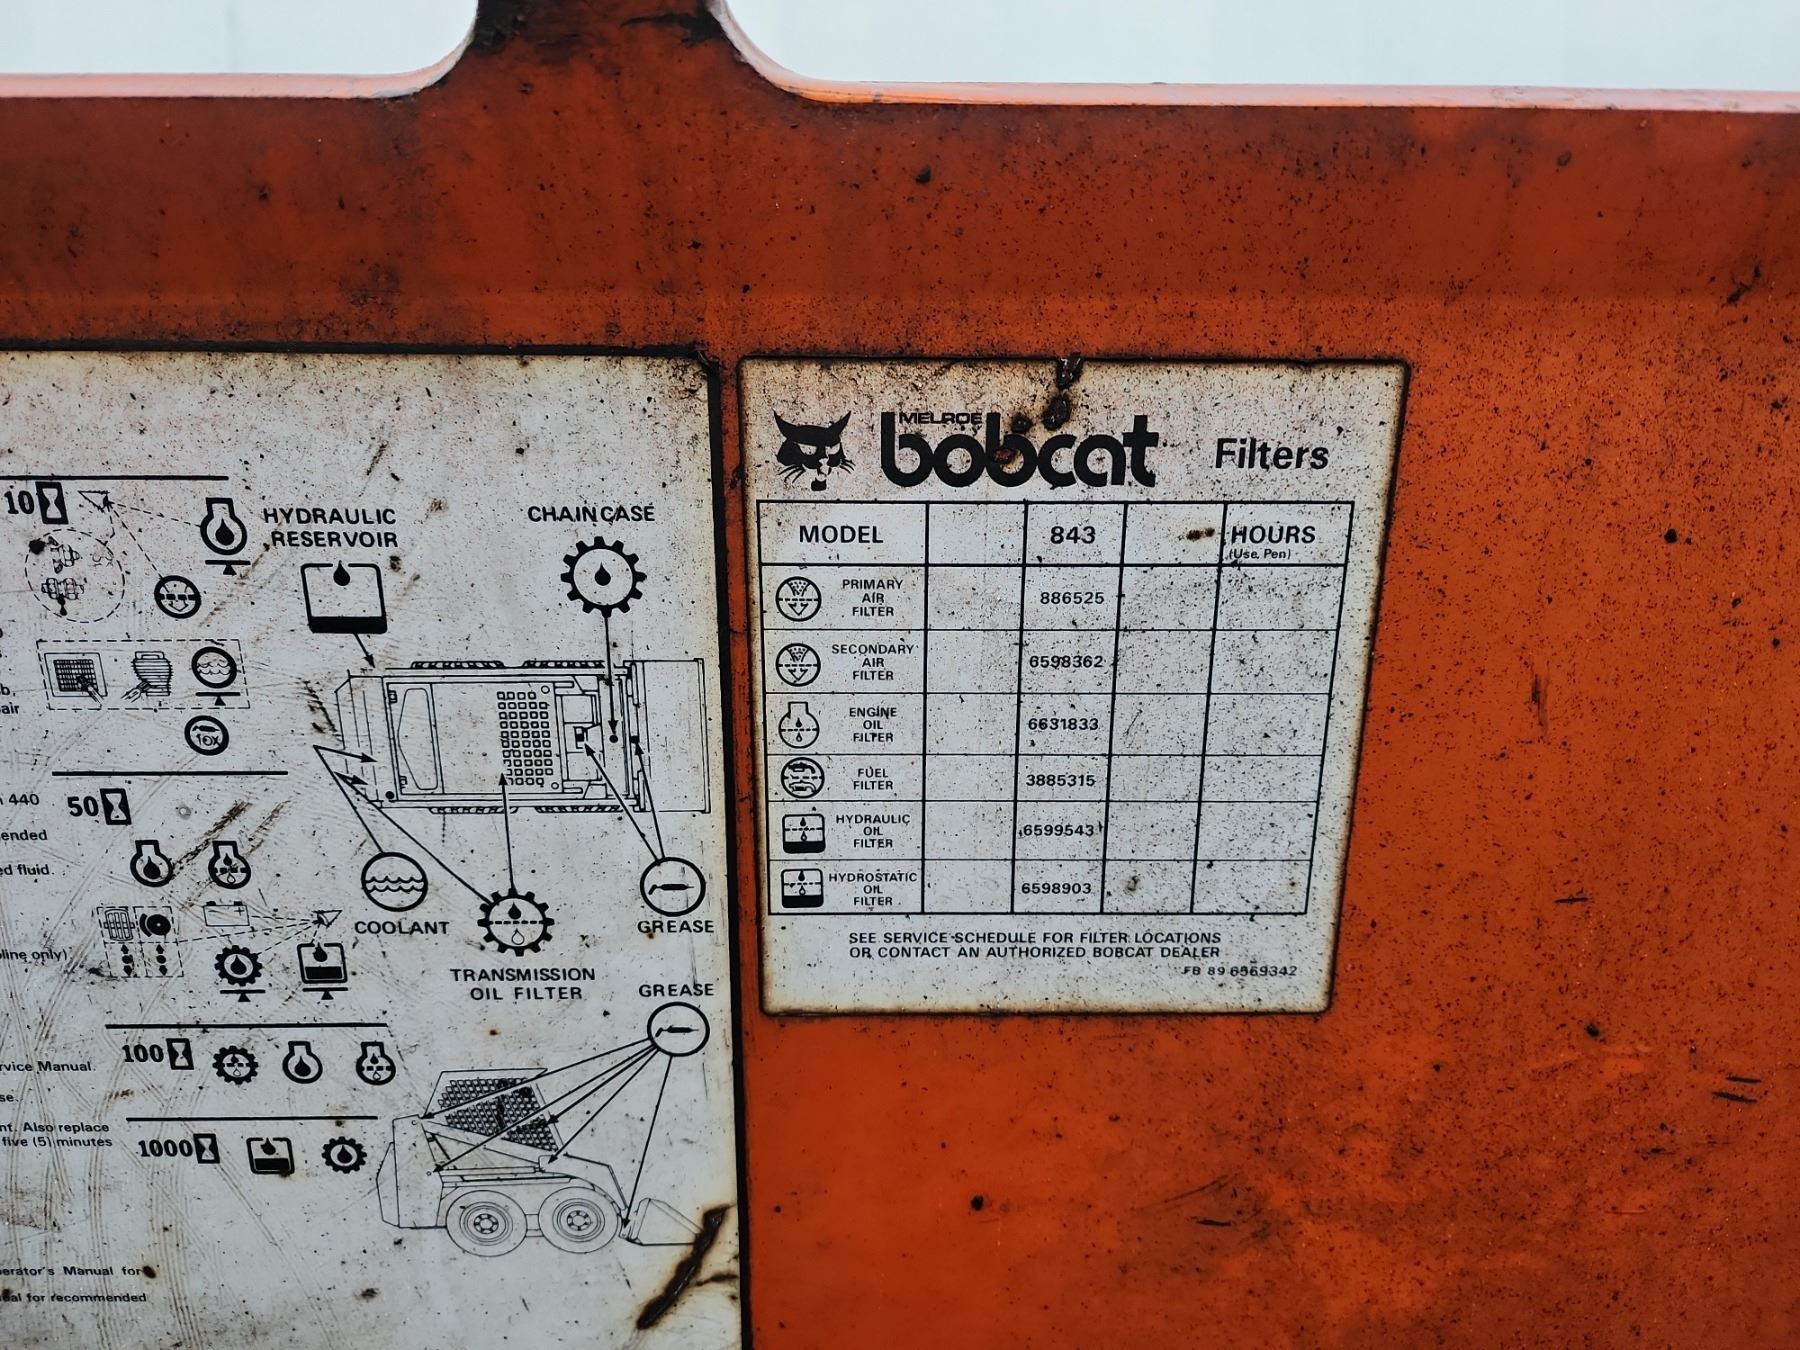 10
HYDRAULIC
RESERVOIR
CHAINCASE
air
440
50
ended
ed fluid.
COOLANT
GREASE
line only)
TRANSMISSION
OIL FILTER
GREASE
100
rvice Manual.
se.
nt. Also replace
five (5) minutes
1000
erator's Manual for
for recommended
MELROE
bobcat Filters
MODEL 843 HOURS
(Use Pen)
PRIMARY
AIR
FILTER
886525
SECONDARY
AIR
FILTER
6598362
ENGINE
OIL
FILTER
6631833
FUEL
FILTER
3885315
HYDRAULIC
OIL
FILTER
6599543
HYDROSTATIC
OIL
FILTER
6598903
SEE SERVICE SCHEDULE FOR FILTER LOCATIONS
OR CONTACT AN AUTHORIZED BOBCAT DEALER
FB 89 6569342